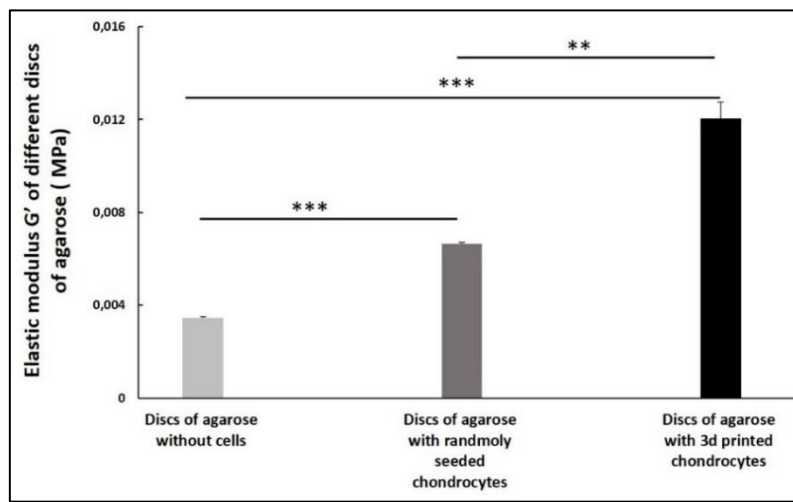 Elastic modulus G' of different discs
of agarose ( MPa)
0,016
**
***
0,012
0,008
***
0,004
0
Discs of agarose
without cells
Discs of agarose
with randmoly
seeded
chondrocytes
Discs of agarose
with 3d printed
chondrocytes